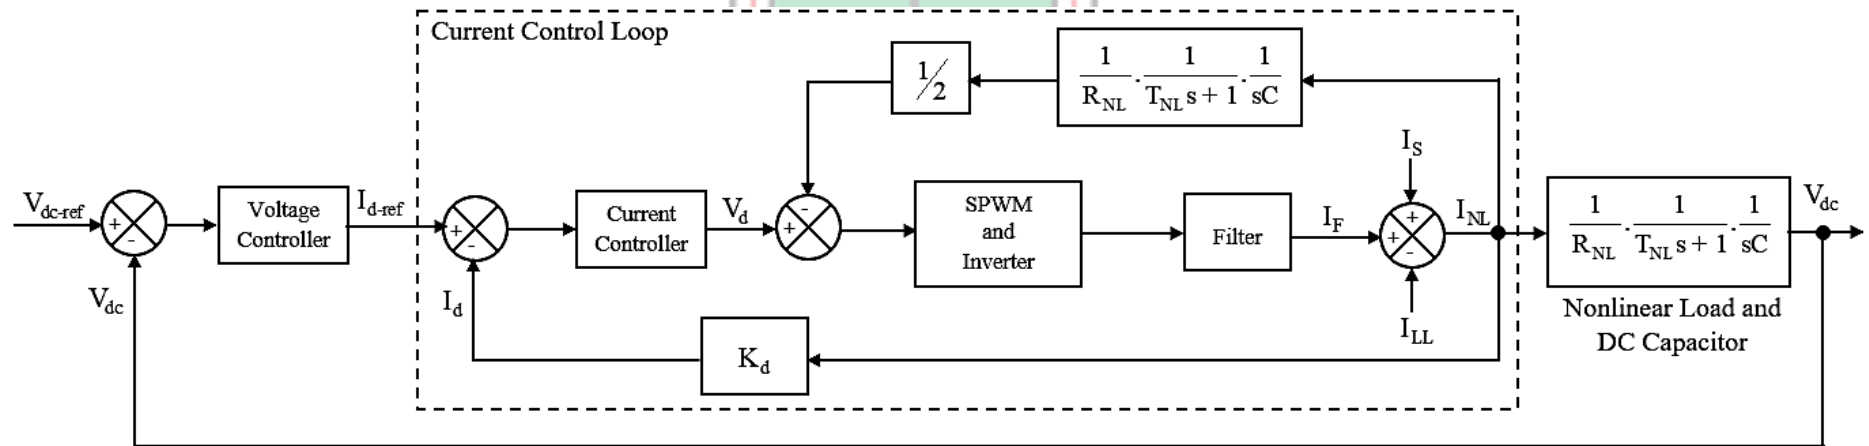 Current Control Loop
1/2
1/R_NL · 1/(T_NL s + 1) · 1/sC
I_S
V_dc-ref
+
-
Voltage
Controller
I_d-ref
+
-
Current
Controller
V_d
-
+
SPWM
and
Inverter
Filter
I_F
+
+
-
I_NL
1/R_NL · 1/(T_NL s + 1) · 1/sC
V_dc
V_dc
I_d
K_d
I_LL
Nonlinear Load and
DC Capacitor